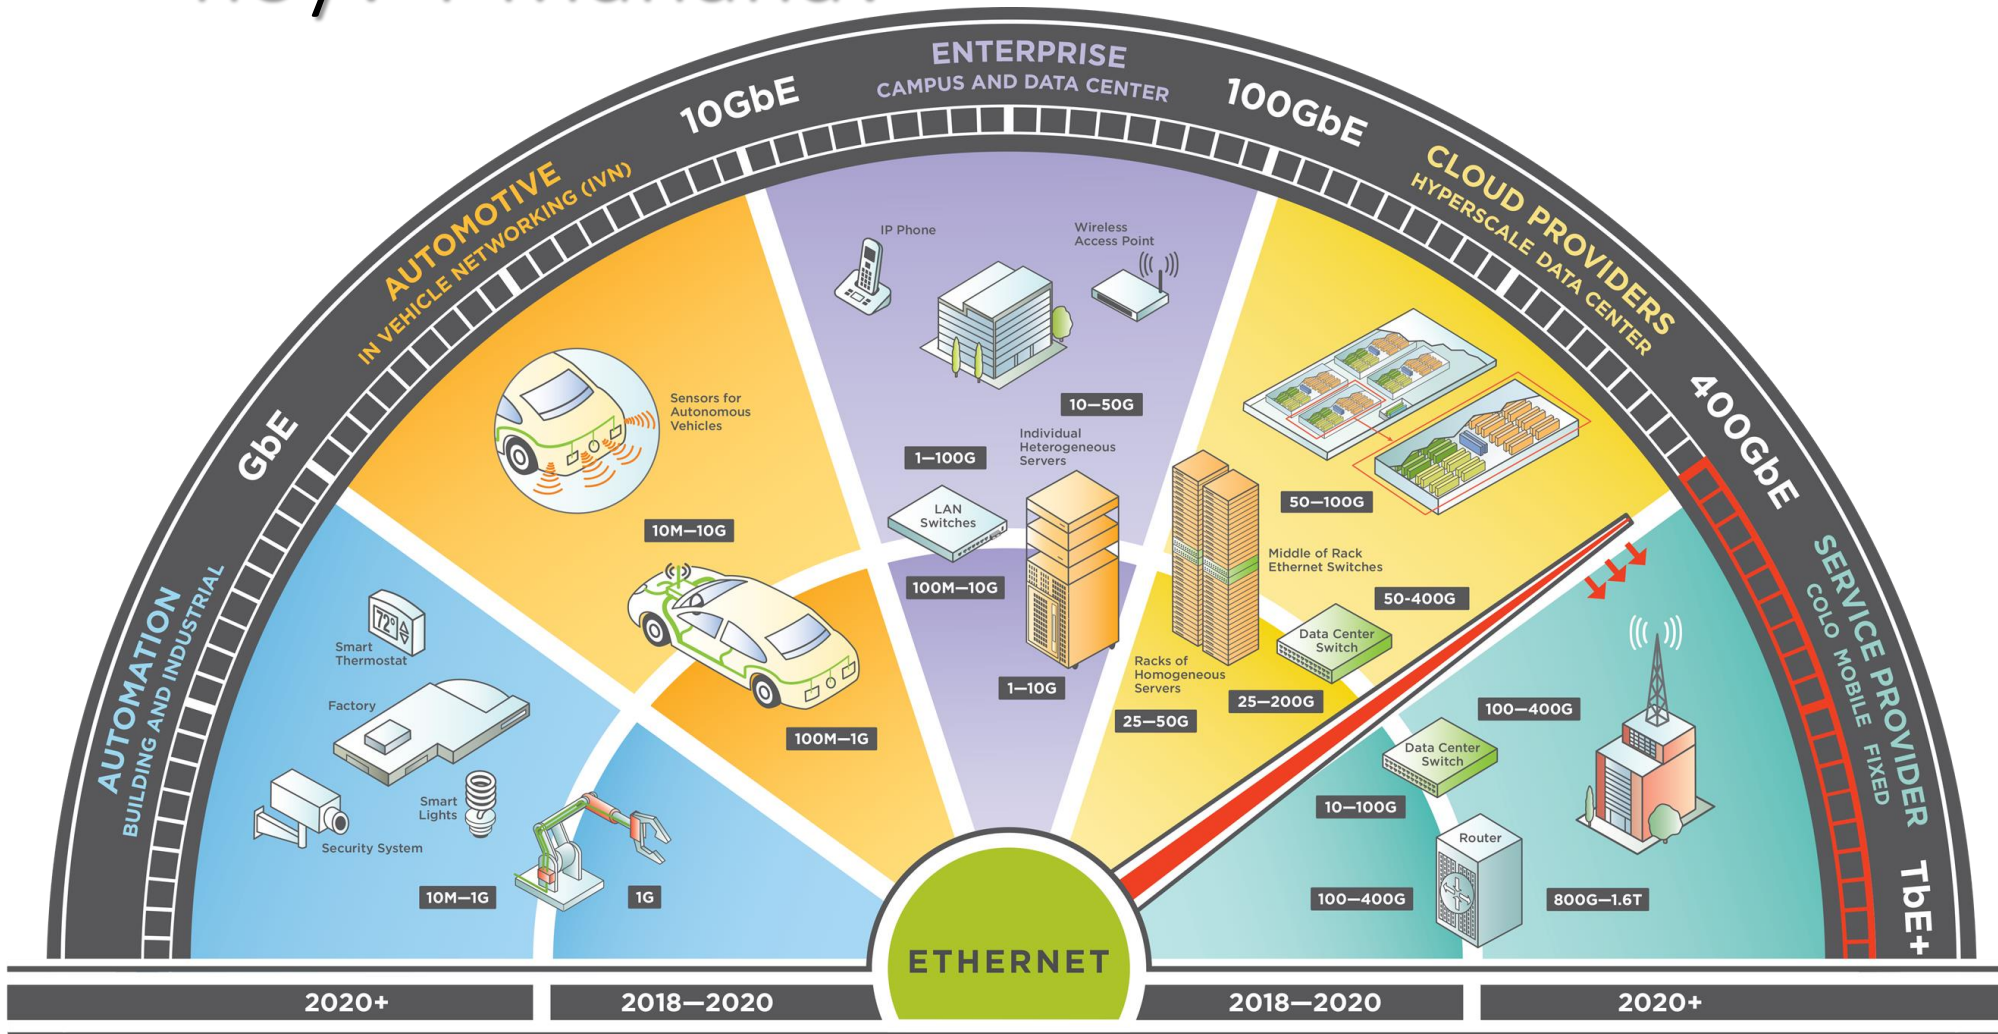 ENTERPRISE
CAMPUS AND DATA CENTER
10GbE
100GbE
AUTOMOTIVE
IN VEHICLE NETWORKING (IVN)
CLOUD PROVIDERS
HYPERSCALE DATA CENTER
GbE
400GbE
AUTOMATION
BUILDING AND INDUSTRIAL
SERVICE PROVIDER
COLO MOBILE FIXED
TbE+
IP Phone
Wireless
Access Point
10—50G
Individual
Heterogeneous
Servers
1—100G
LAN
Switches
100M—10G
1—10G
Sensors for
Autonomous
Vehicles
10M—10G
100M—1G
50—100G
Middle of Rack
Ethernet Switches
50-400G
Data Center
Switch
Racks of
Homogeneous
Servers
25—200G
25—50G
72°
Smart
Thermostat
Factory
Smart
Lights
Security System
10M—1G
1G
100—400G
Data Center
Switch
10—100G
Router
100—400G
800G—1.6T
ETHERNET
2020+
2018—2020
2018—2020
2020+